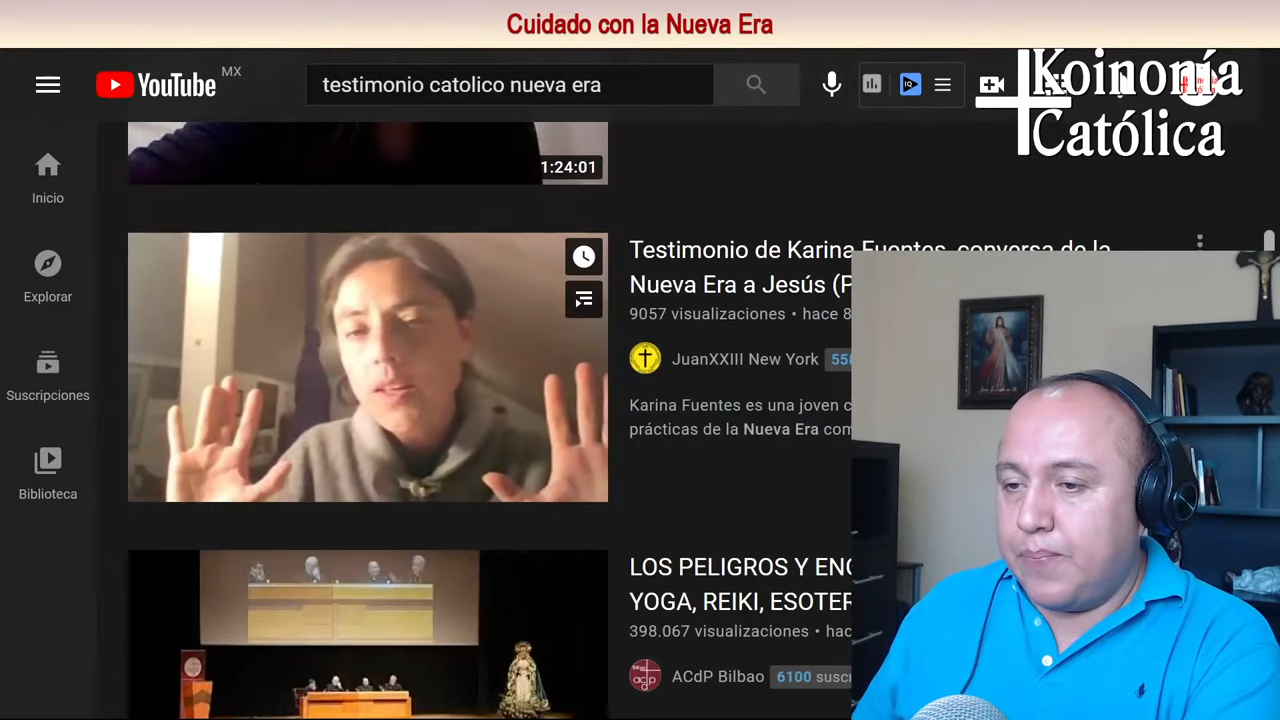 Cuidado con la Nueva Era
YouTube MX
testimonio catolico nueva era
Koinonía
Católica
Inicio
Explorar
Suscripciones
Biblioteca
1:24:01
Testimonio de Karina Fuentes, conversa de la
Nueva Era a Jesús (P
9057 visualizaciones • hace 8
JuanXXIII New York 558
Karina Fuentes es una joven c
prácticas de la Nueva Era com
LOS PELIGROS Y ENG
YOGA, REIKI, ESOTER
398.067 visualizaciones • hac
ACdP Bilbao 6100 suscr